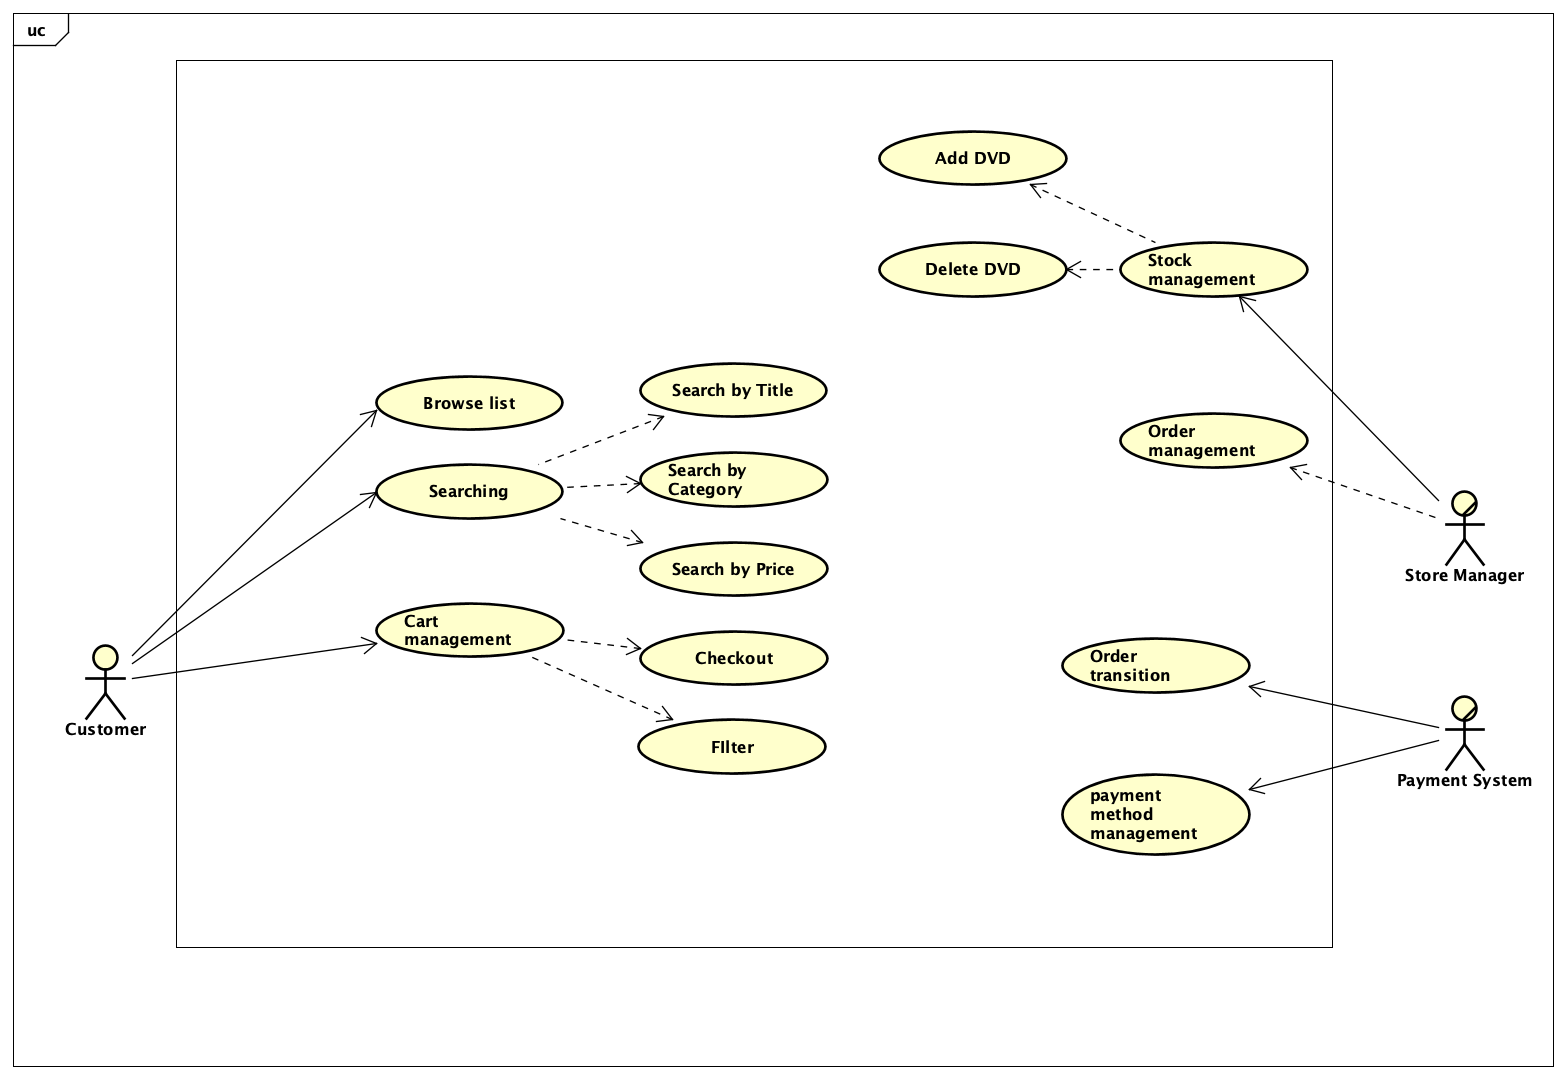 uc
Add DVD
Delete DVD
Stock
management
Browse list
Search by Title
Order
management
Searching
Search by
Category
Search by Price
Store Manager
Cart
management
Checkout
Order
transition
Customer
FIlter
Payment System
payment
method
management